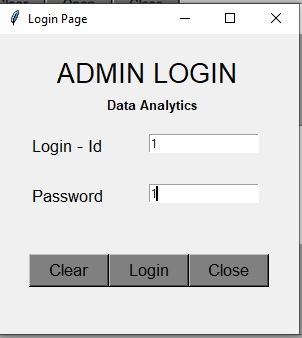 Login Page
ADMIN LOGIN
Data Analytics
Login - Id 1
Password 1
Clear Login Close